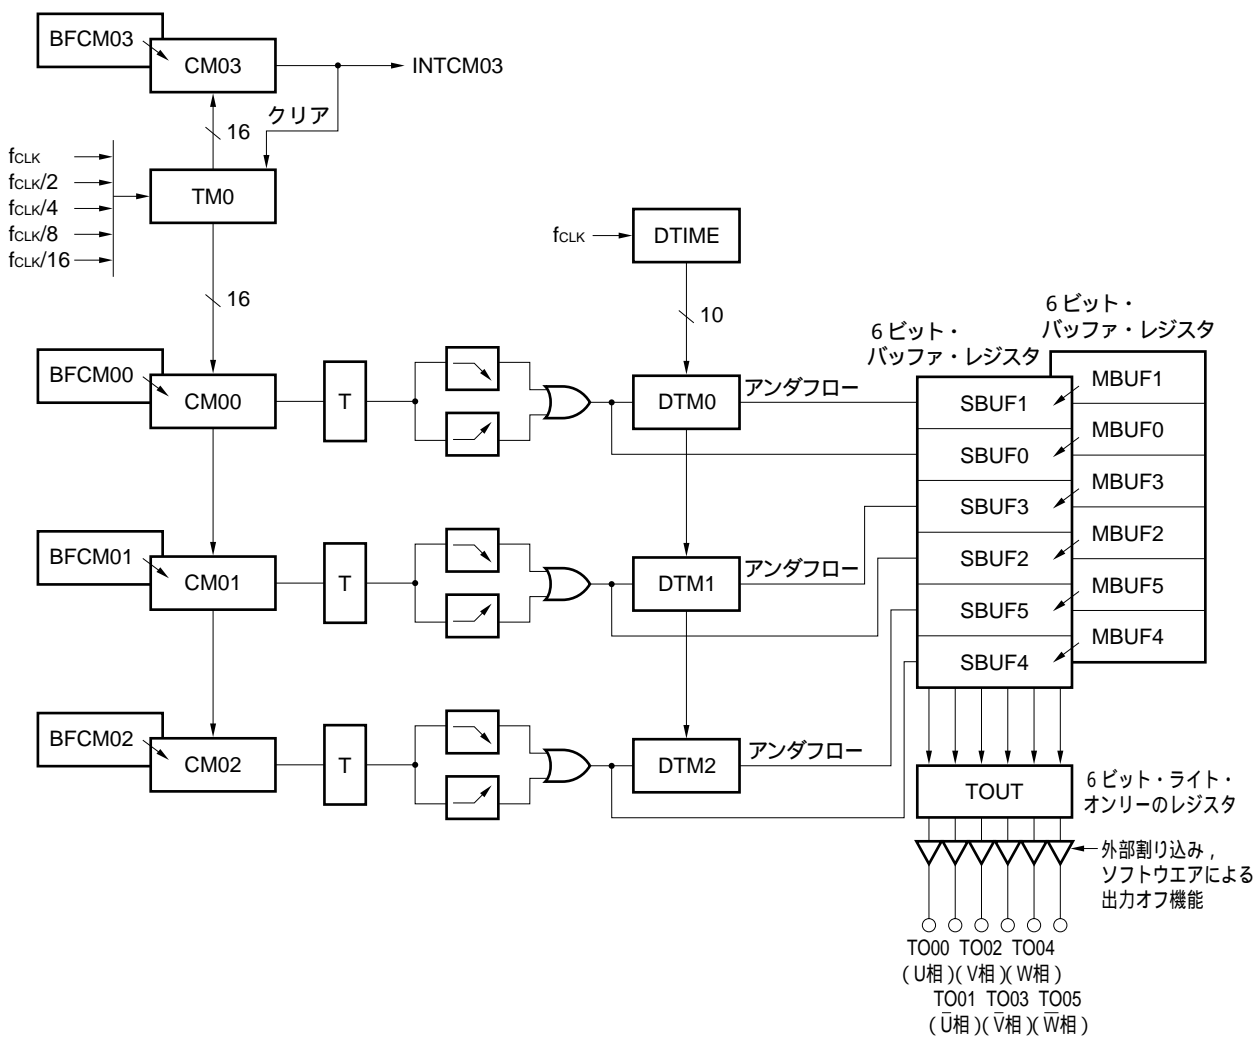 BFCM03
CM03
INTCM03
クリア
16
fCLK
fCLK/2
fCLK/4
fCLK/8
fCLK/16
TM0
fCLK
DTIME
16
10
6ビット・
バッファ・レジスタ
6ビット・
バッファ・レジスタ
BFCM00
CM00
T
DTM0
アンダフロー
SBUF1
MBUF1
SBUF0
MBUF0
SBUF3
MBUF3
BFCM01
CM01
T
DTM1
アンダフロー
SBUF2
MBUF2
SBUF5
MBUF5
SBUF4
MBUF4
BFCM02
CM02
T
DTM2
アンダフロー
TOUT
6ビット・ライト・
オンリーのレジスタ
外部割り込み,
ソフトウエアによる
出力オフ機能
TO00 TO02 TO04
(U相)(V相)(W相)
TO01 TO03 TO05
(U̅相)(V̅相)(W̅相)